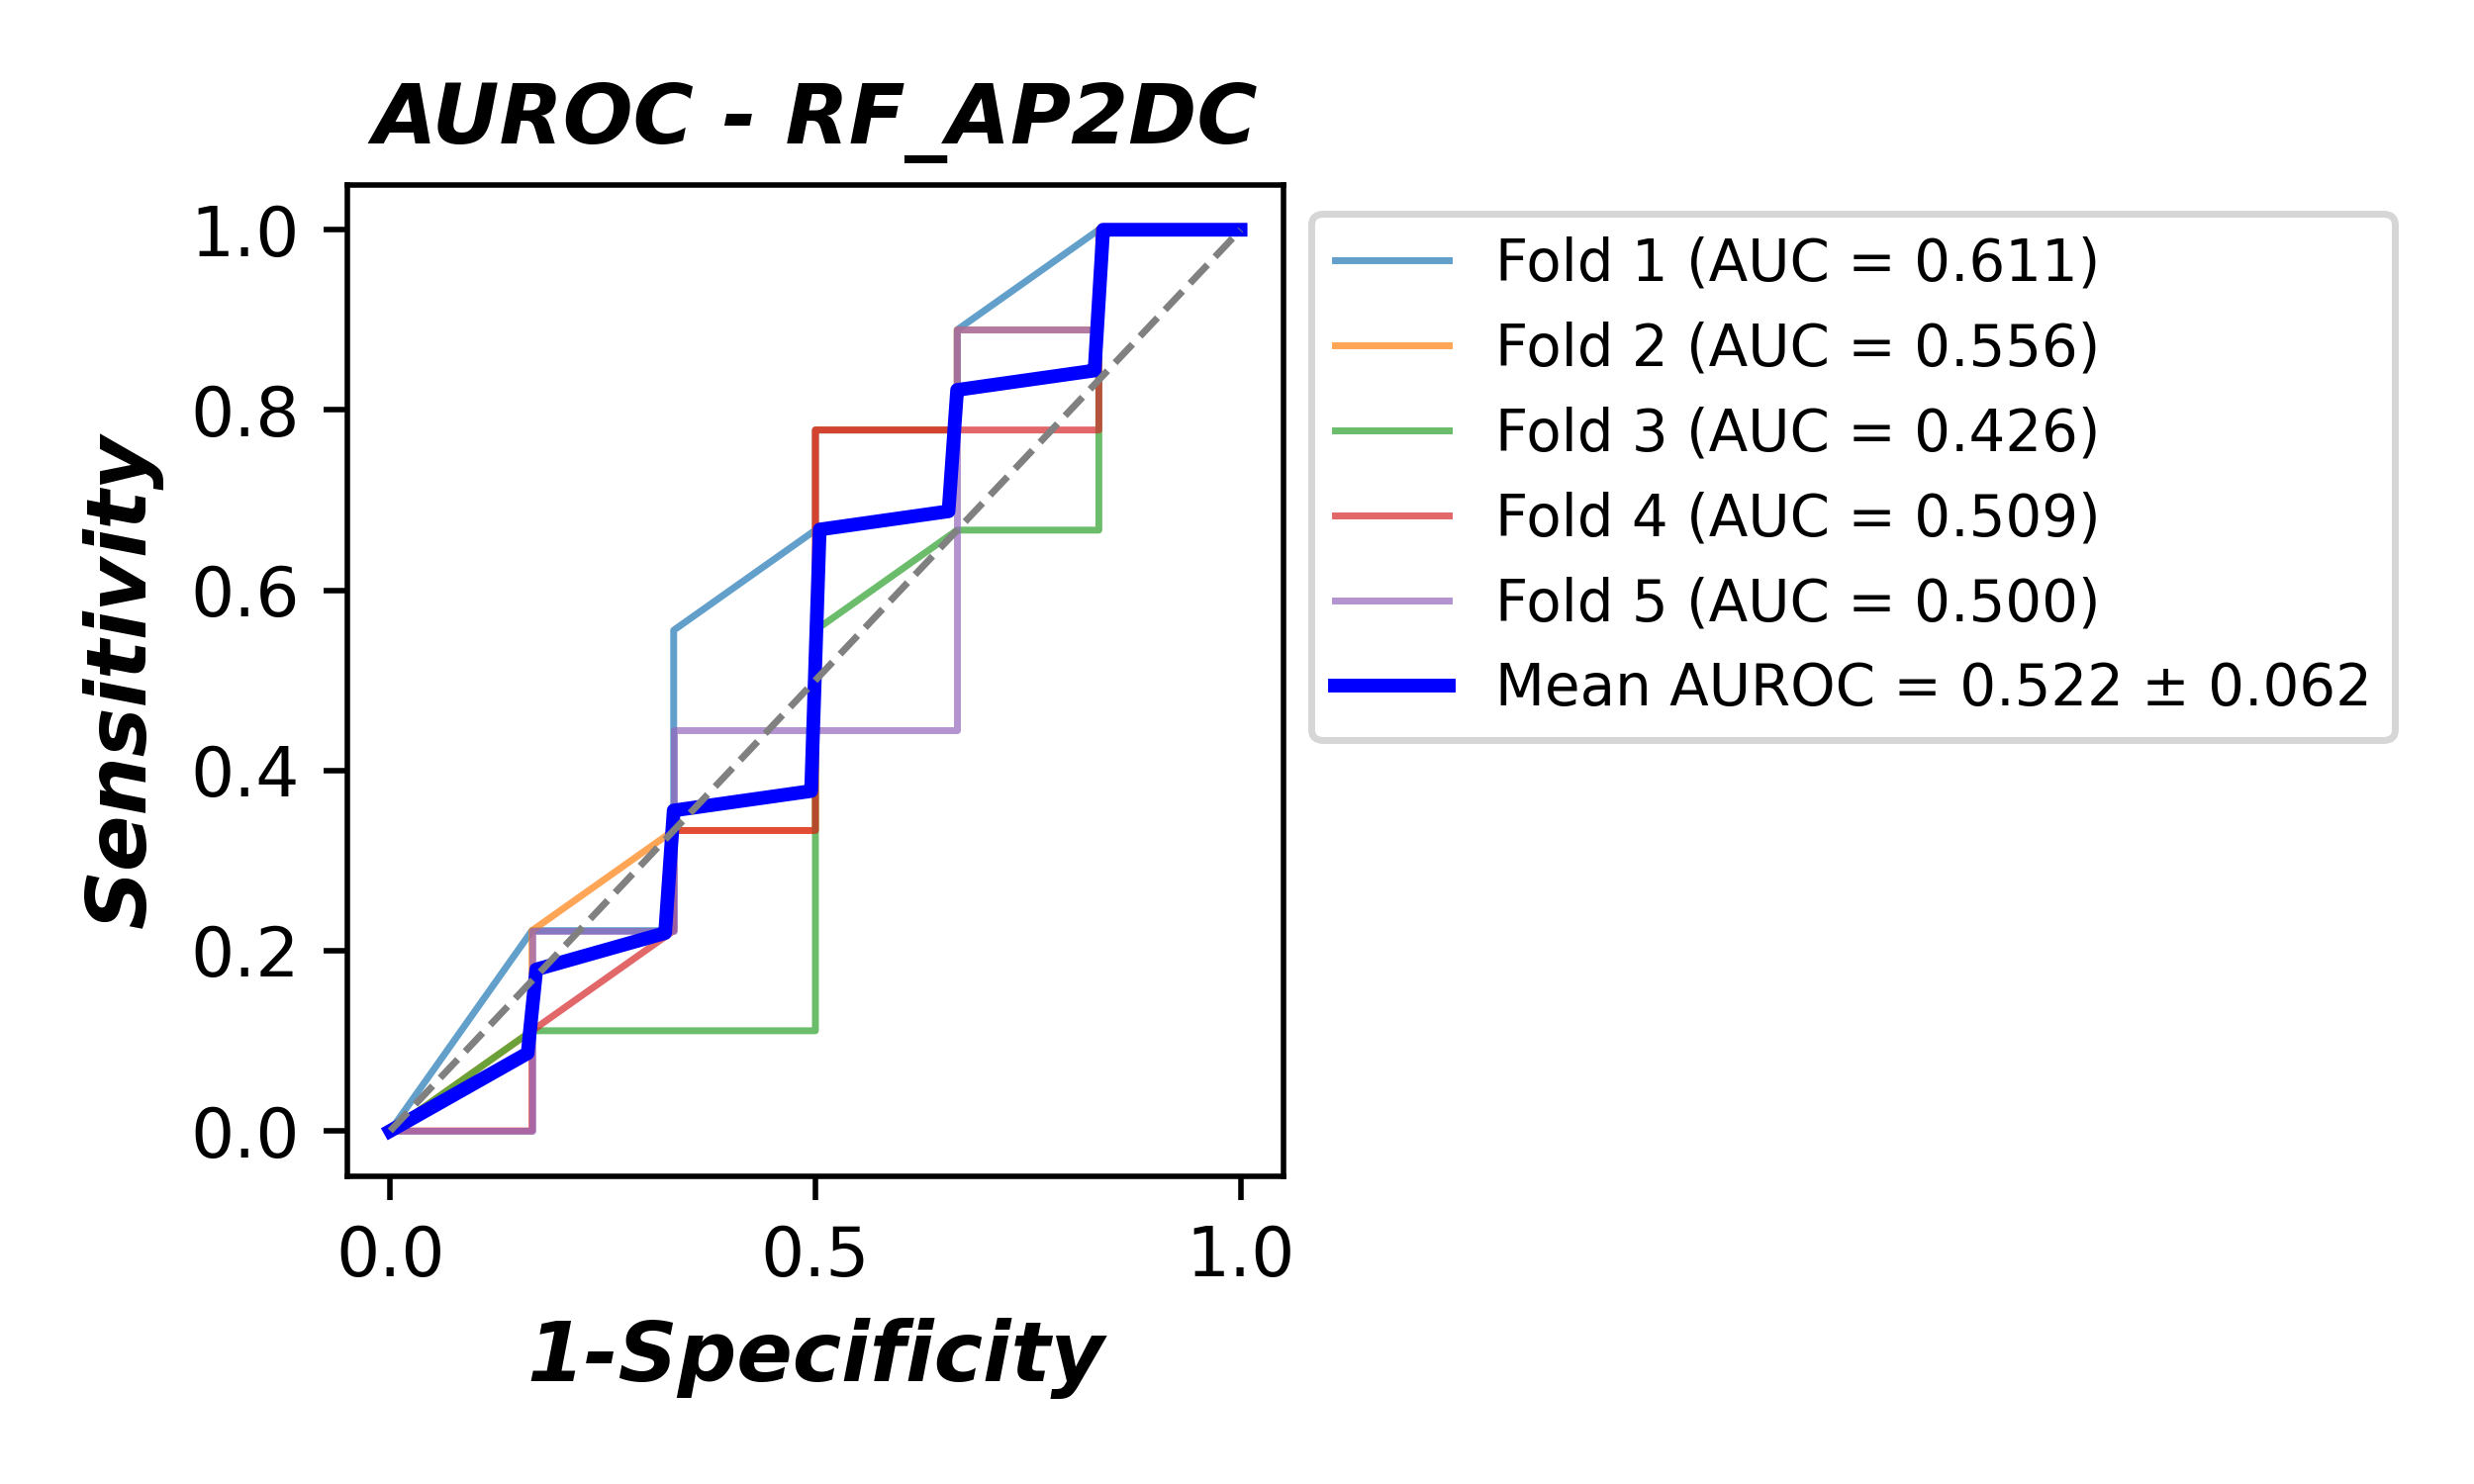 AUROC - RF_AP2DC
Sensitivity
1.0
0.8
0.6
0.4
0.2
0.0
0.0 0.5 1.0
1-Specificity
Fold 1 (AUC = 0.611)
Fold 2 (AUC = 0.556)
Fold 3 (AUC = 0.426)
Fold 4 (AUC = 0.509)
Fold 5 (AUC = 0.500)
Mean AUROC = 0.522 ± 0.062